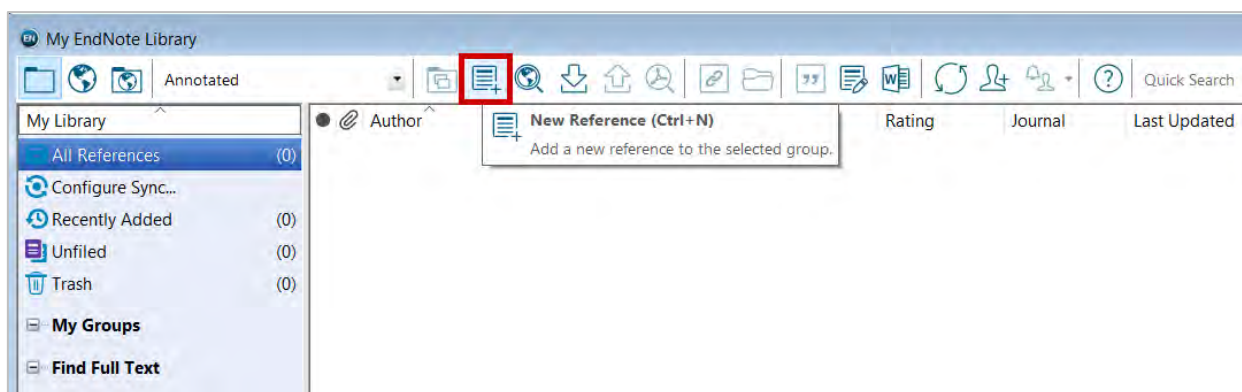 EN My EndNote Library
Annotated
Quick Search
My Library
Author
Rating
Journal
Last Updated
New Reference (Ctrl+N)
Add a new reference to the selected group.
All References (0)
Configure Sync...
Recently Added (0)
Unfiled (0)
Trash (0)
My Groups
Find Full Text